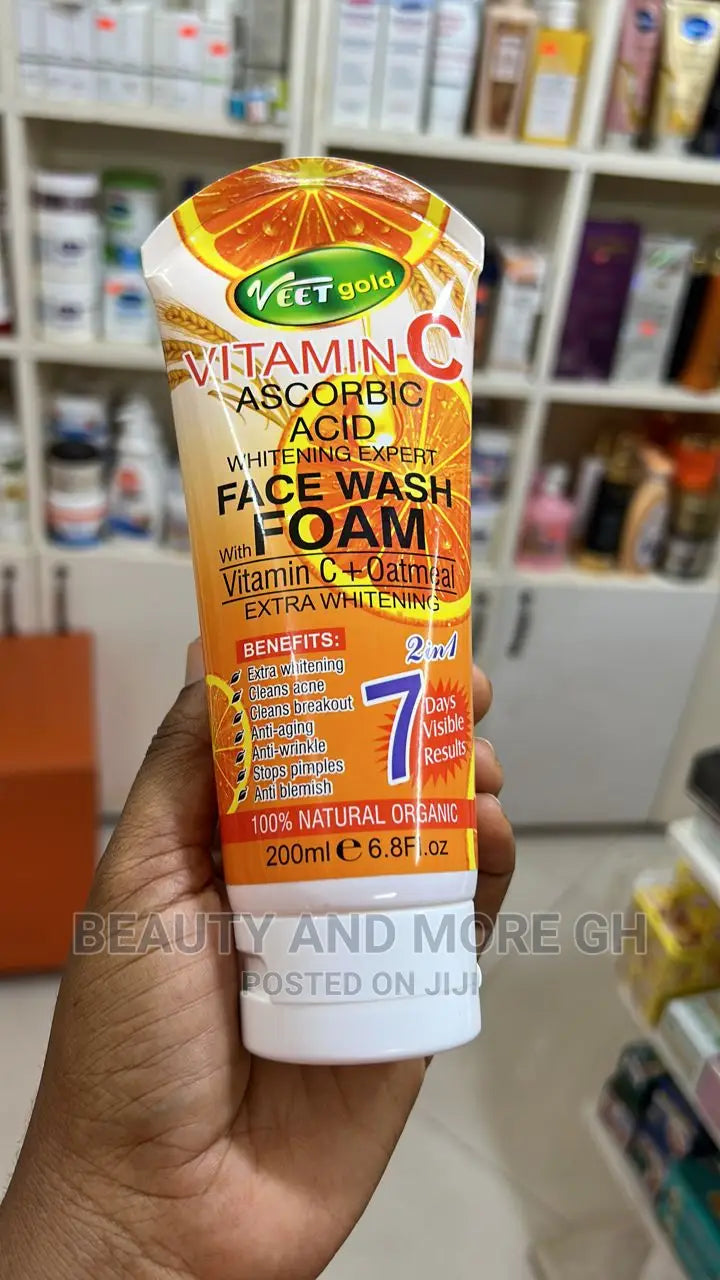 VEET gold
VITAMIN C
ASCORBIC
ACID
WHITENING EXPERT
FACE WASH
With FOAM
Vitamin C+Oatmeal
EXTRA WHITENING
BENEFITS:
Extra whitening
Cleans acne
Cleans breakout
Anti-aging
Anti-wrinkle
Stops pimples
Anti blemish
2in1
7 Days
Visible
Results
100% NATURAL ORGANIC
200ml e 6.8Fl.oz
BEAUTY AND MORE GH
POSTED ON JIJI